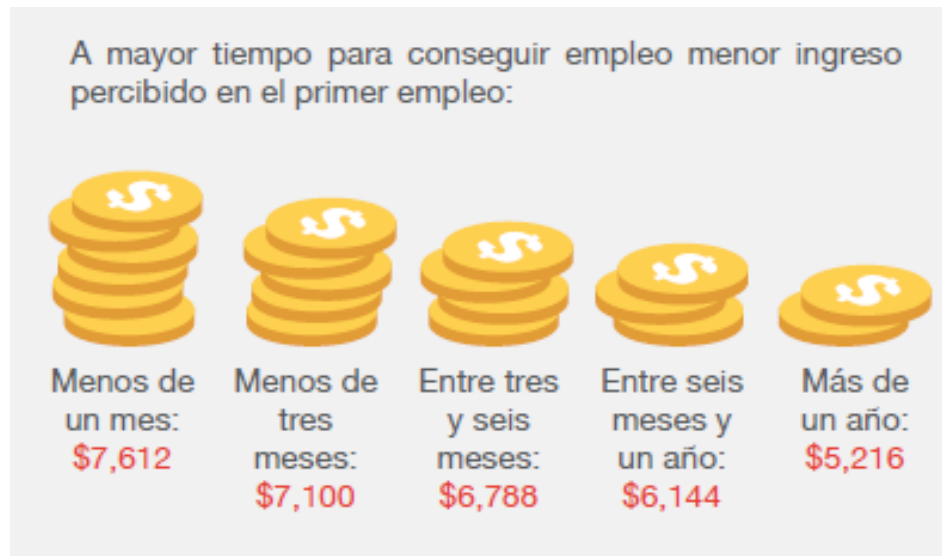 A mayor tiempo para conseguir empleo menor ingreso
percibido en el primer empleo:
$
$
$
$
$
Menos de
un mes:
$7,612
Menos de
tres
meses:
$7,100
Entre tres
y seis
meses:
$6,788
Entre seis
meses y
un año:
$6,144
Más de
un año:
$5,216